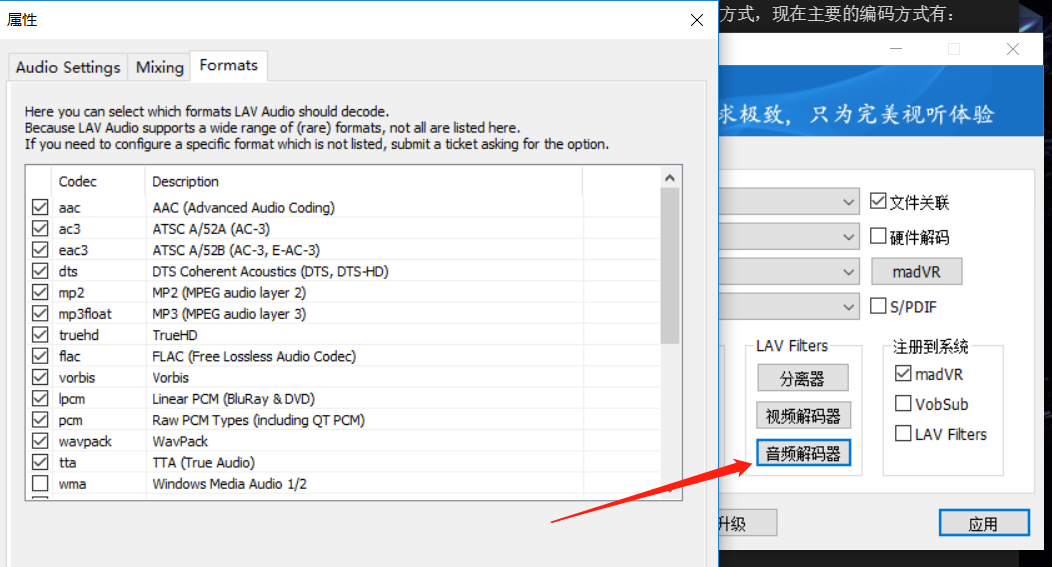 属性
Audio Settings
Mixing
Formats
Here you can select which formats LAV Audio should decode.
Because LAV Audio supports a wide range of (rare) formats, not all are listed here.
If you need to configure a specific format which is not listed, submit a ticket asking for the option.
Codec Description
aac AAC (Advanced Audio Coding)
ac3 ATSC A/52A (AC-3)
eac3 ATSC A/52B (AC-3, E-AC-3)
dts DTS Coherent Acoustics (DTS, DTS-HD)
mp2 MP2 (MPEG audio layer 2)
mp3float MP3 (MPEG audio layer 3)
truehd TrueHD
flac FLAC (Free Lossless Audio Codec)
vorbis Vorbis
lpcm Linear PCM (BluRay & DVD)
pcm Raw PCM Types (including QT PCM)
wavpack WavPack
tta TTA (True Audio)
wma Windows Media Audio 1/2
方式，现在主要的编码方式有：
求极致，只为完美视听体验
文件关联
硬件解码
madVR
S/PDIF
LAV Filters
分离器
视频解码器
音频解码器
注册到系统
madVR
VobSub
LAV Filters
升级
应用